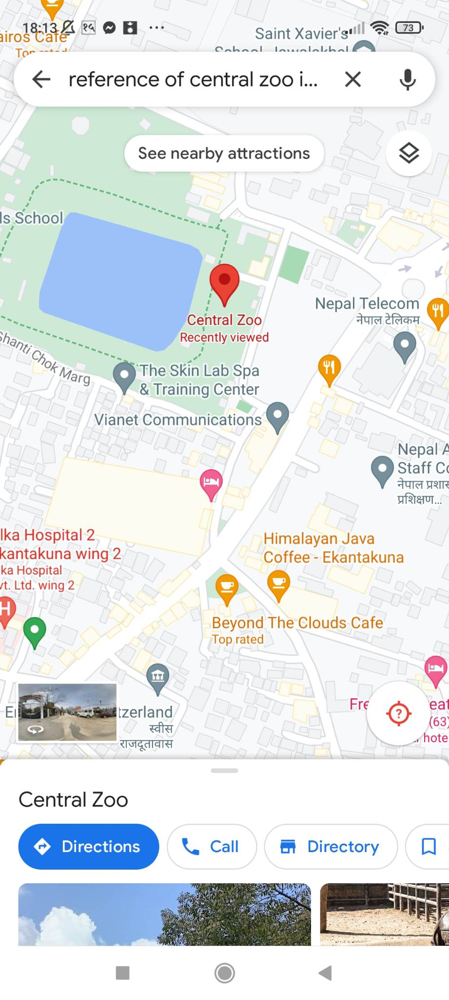 18:13
73
airos Cafe
Top rated
Saint Xavier's
School, Jawalakhel
reference of central zoo i...
See nearby attractions
ls School
Central Zoo
Recently viewed
Nepal Telecom
नेपाल टेलिकम
Shanti Chok Marg
The Skin Lab Spa
& Training Center
Vianet Communications
Nepal A
Staff Co
नेपाल प्रशास
प्रशिक्षण...
lka Hospital 2
kantakuna wing 2
ka Hospital
vt. Ltd. wing 2
H
Himalayan Java
Coffee - Ekantakuna
Beyond The Clouds Cafe
Top rated
tzerland
स्वीस
राजदूतावास
Fre
eat
(63)
hote
Central Zoo
Directions
Call
Directory